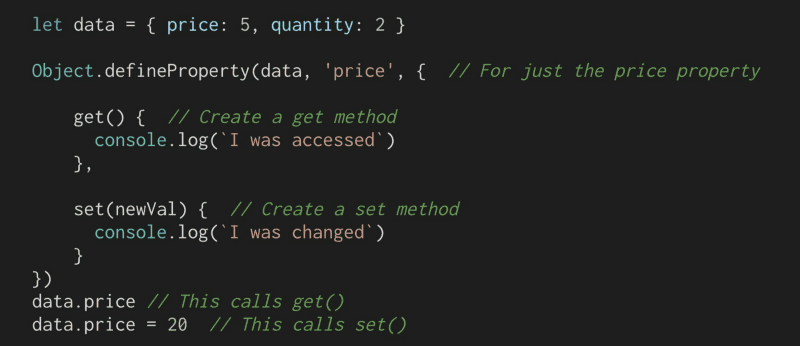 let data = { price: 5, quantity: 2 }
Object.defineProperty(data, 'price', {  // For just the price property
    get() {  // Create a get method
      console.log(`I was accessed`)
    },
    set(newVal) {  // Create a set method
      console.log(`I was changed`)
    }
})
data.price // This calls get()
data.price = 20  // This calls set()